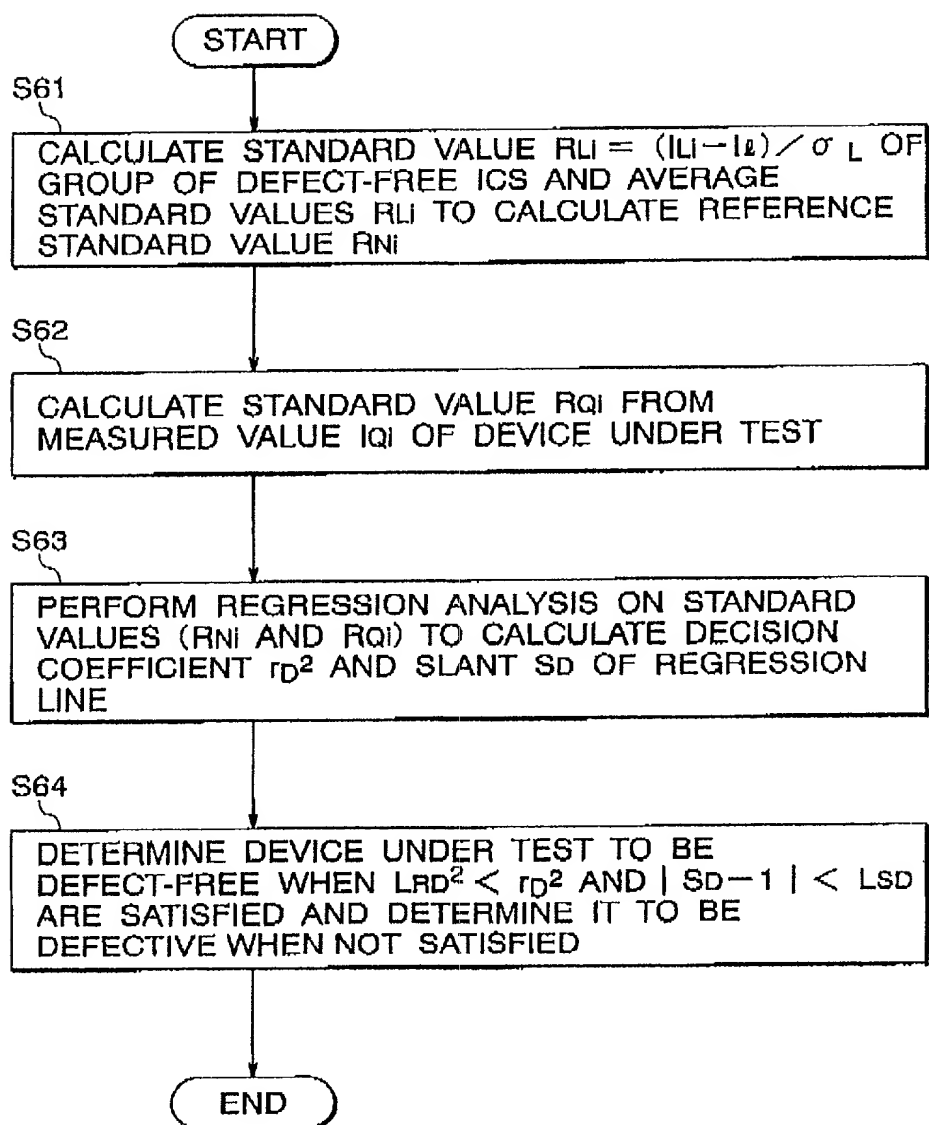 START
S61
CALCULATE STANDARD VALUE RLi = (ILi−Iℓ)/σL OF
GROUP OF DEFECT-FREE ICS AND AVERAGE
STANDARD VALUES RLi TO CALCULATE REFERENCE
STANDARD VALUE RNi
S62
CALCULATE STANDARD VALUE RQi FROM
MEASURED VALUE IQi OF DEVICE UNDER TEST
S63
PERFORM REGRESSION ANALYSIS ON STANDARD
VALUES (RNi AND RQi) TO CALCULATE DECISION
COEFFICIENT rD² AND SLANT SD OF REGRESSION
LINE
S64
DETERMINE DEVICE UNDER TEST TO BE
DEFECT-FREE WHEN LRD² < rD² AND | SD−1 | < LSD
ARE SATISFIED AND DETERMINE IT TO BE
DEFECTIVE WHEN NOT SATISFIED
END